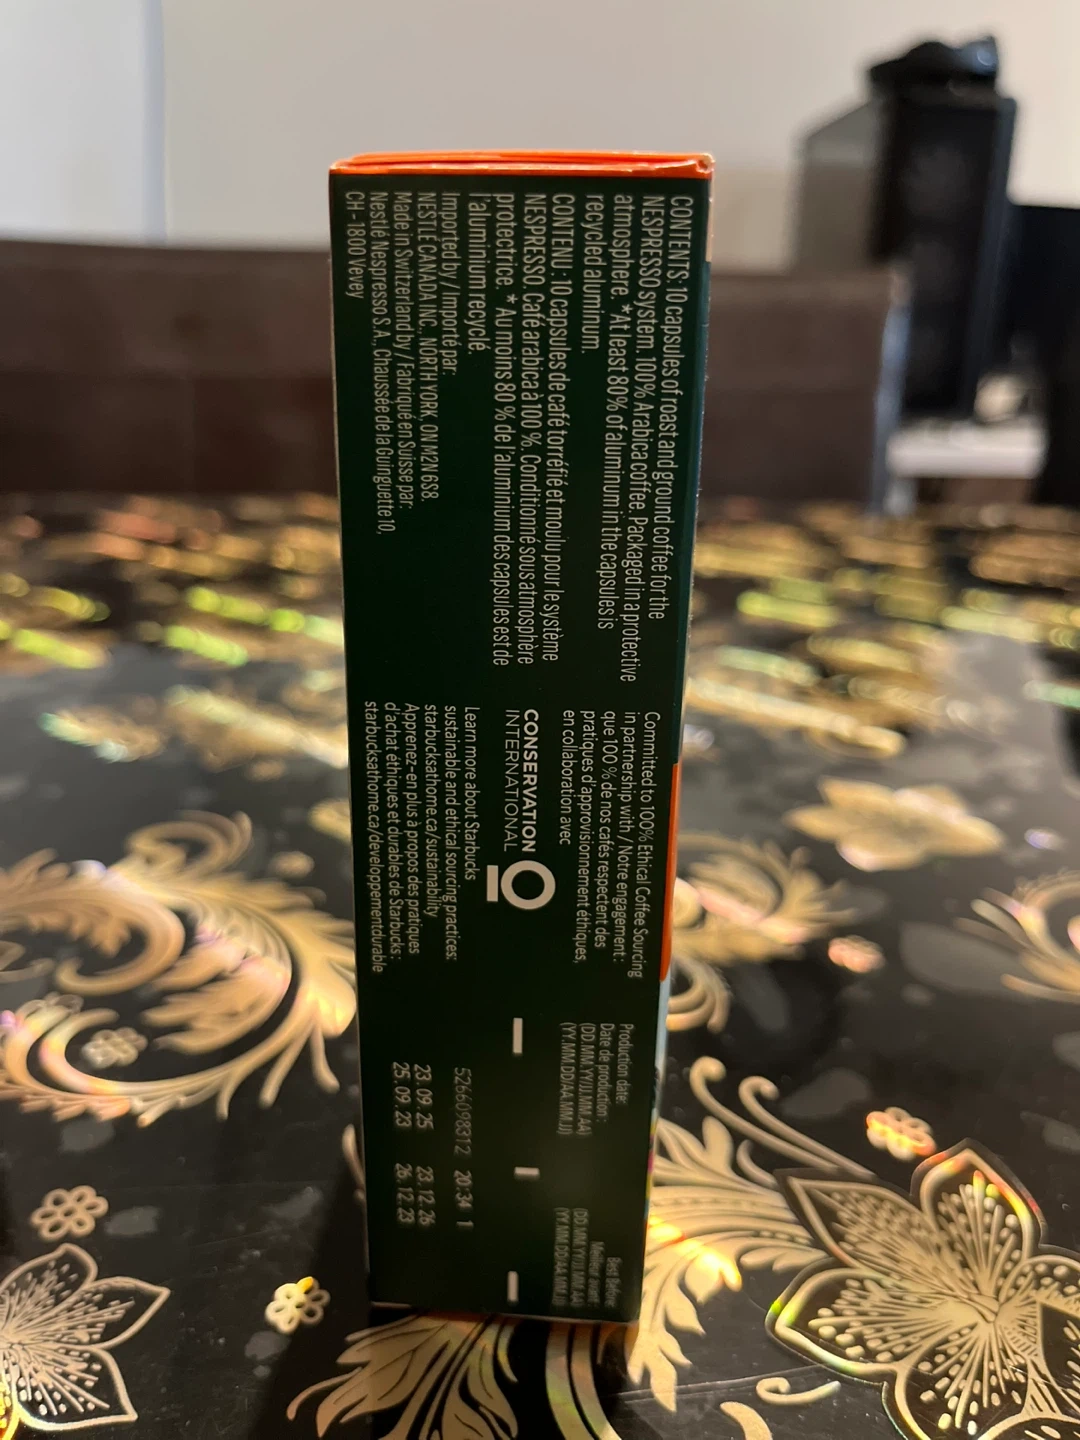 CONTENTS: 10 capsules of roast and ground coffee for the
NESPRESSO system. 100% Arabica coffee. Packaged in a protective
atmosphere. *At least 80% of aluminum in the capsules is
recycled aluminum.
CONTENU : 10 capsules de café torréfié et moulu pour le système
NESPRESSO. Café arabica à 100 %. Conditionné sous atmosphère
protectrice. *Au moins 80 % de l'aluminium des capsules est de
l'aluminium recyclé.
Imported by / Importé par:
NESTLÉ CANADA INC., NORTH YORK, ON M2N 6S8.
Made in Switzerland by / Fabriqué en Suisse par:
Nestlé Nespresso S.A., Chaussée de la Guinguette 10,
CH - 1800 Vevey
Committed to 100% Ethical Coffee Sourcing
in partnership with / Notre engagement :
que 100 % de nos cafés respectent des
pratiques d'approvisionnement éthiques,
en collaboration avec
CONSERVATION
INTERNATIONAL
Learn more about Starbucks
sustainable and ethical sourcing practices:
starbucksathome.ca/sustainability
Apprenez-en plus à propos des pratiques
d'achat éthiques et durables de Starbucks :
starbucksathome.ca/developpementdurable
Production date:
Date de production :
(DD.MM.YY/JJ.MM.AA)
(YY.MM.DD/AA.MM.JJ)
Best Before
Meilleur avant
(DD.MM.YY/JJ.MM.AA)
(YY.MM.DD/AA.MM.JJ)
5266098312 20:34 1
23. 09. 25 23. 12. 26
25. 09. 23 26. 12. 23